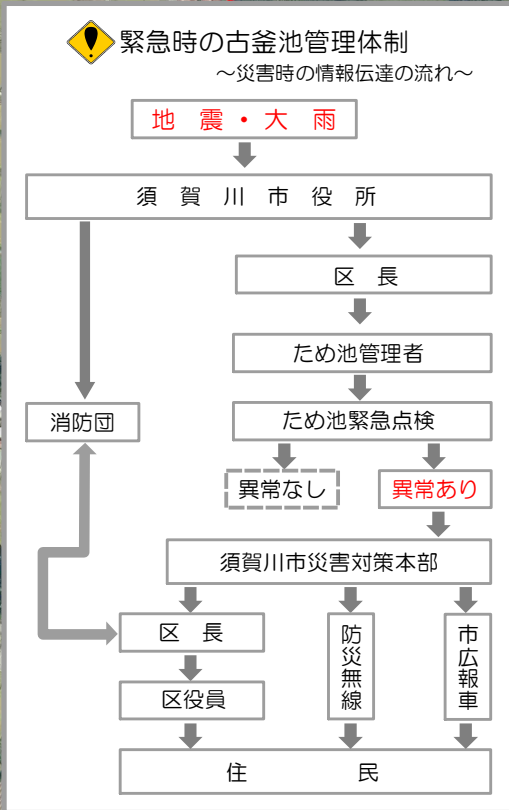 緊急時の古釜池管理体制
～災害時の情報伝達の流れ～
地 震・大 雨
須 賀 川 市 役 所
区 長
ため池管理者
消防団
ため池緊急点検
異常なし
異常あり
須賀川市災害対策本部
区 長
防災無線
市広報車
区役員
住 民